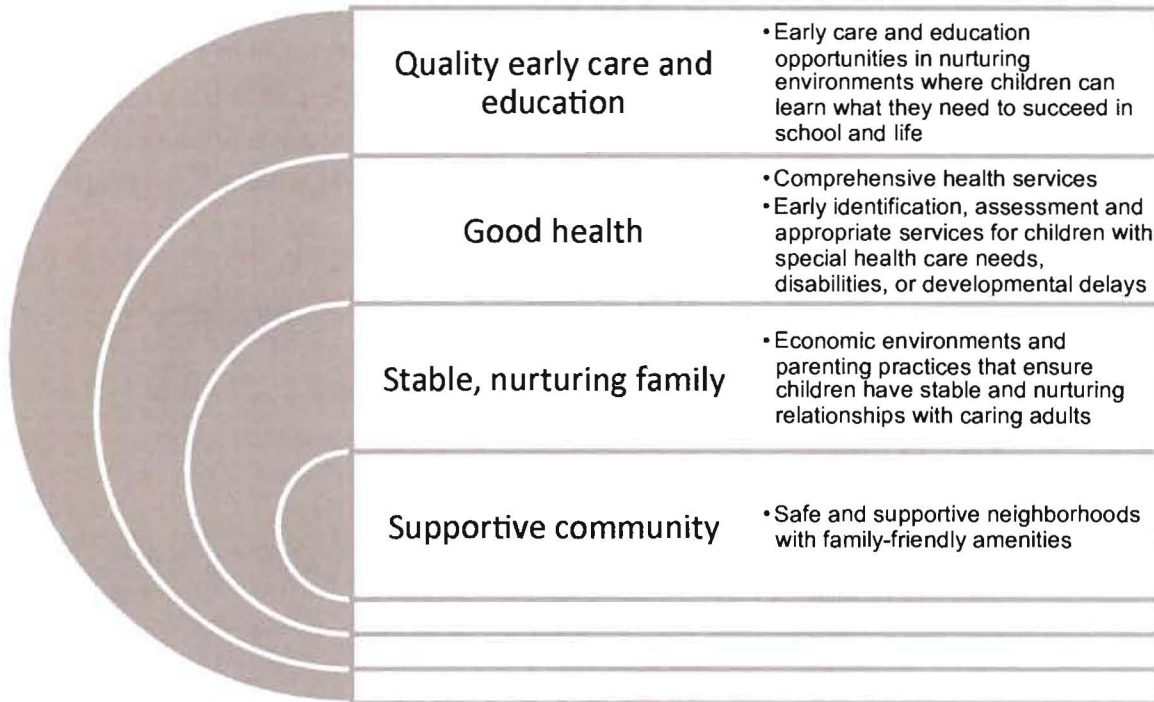 Quality early care and
education
•Early care and education
opportunities in nurturing
environments where children can
learn what they need to succeed in
school and life
Good health
•Comprehensive health services
•Early identification, assessment and
appropriate services for children with
special health care needs,
disabilities, or developmental delays
Stable, nurturing family
•Economic environments and
parenting practices that ensure
children have stable and nurturing
relationships with caring adults
Supportive community
•Safe and supportive neighborhoods
with family-friendly amenities